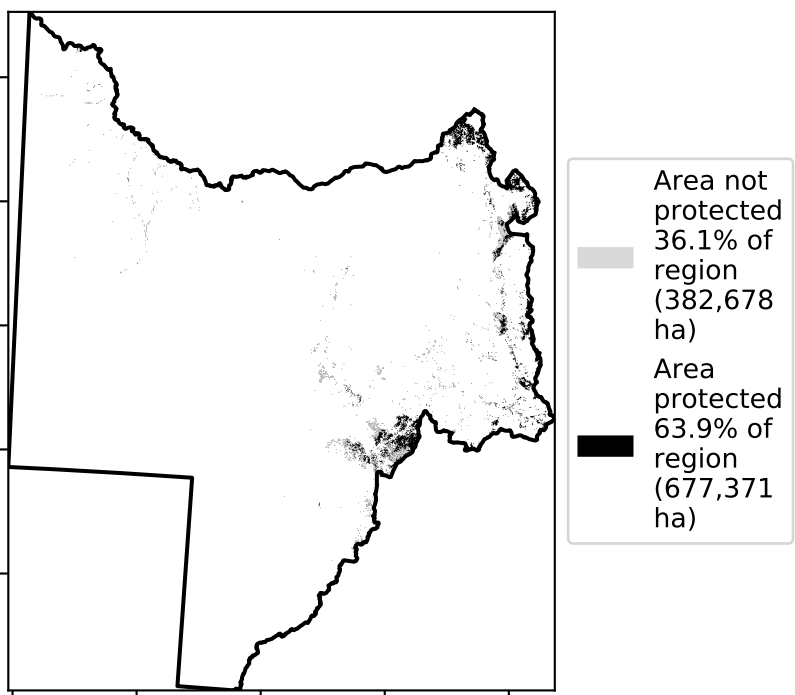 Area not
protected
36.1% of
region
(382,678
ha)
Area
protected
63.9% of
region
(677,371
ha)